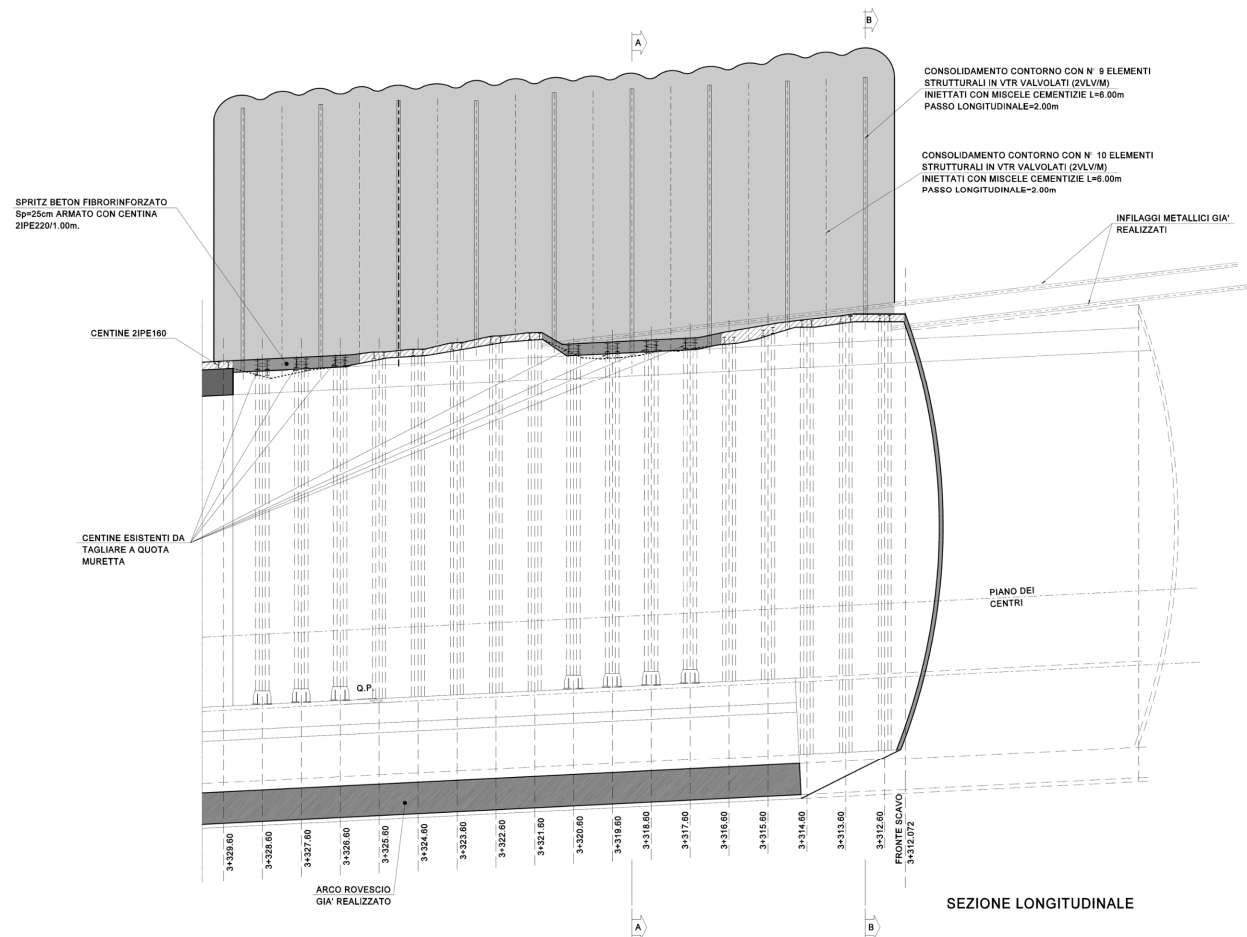 A
B
CONSOLIDAMENTO CONTORNO CON N° 9 ELEMENTI
STRUTTURALI IN VTR VALVOLATI (2VLV/M)
INIETTATI CON MISCELE CEMENTIZIE L=6.00m
PASSO LONGITUDINALE=2.00m
CONSOLIDAMENTO CONTORNO CON N° 10 ELEMENTI
STRUTTURALI IN VTR VALVOLATI (2VLV/M)
INIETTATI CON MISCELE CEMENTIZIE L=6.00m
PASSO LONGITUDINALE=2.00m
SPRITZ BETON FIBRORINFORZATO
Sp=25cm ARMATO CON CENTINA
2IPE220/1.00m.
INFILAGGI METALLICI GIA'
REALIZZATI
CENTINE 2IPE160
CENTINE ESISTENTI DA
TAGLIARE A QUOTA
MURETTA
PIANO DEI
CENTRI
Q.P.
3+329.60
3+328.60
3+327.60
3+326.60
3+325.60
3+324.60
3+323.60
3+322.60
3+321.60
3+320.60
3+319.60
3+318.60
3+317.60
3+316.60
3+315.60
3+314.60
3+313.60
3+312.60
FRONTE SCAVO
3+312.072
ARCO ROVESCIO
GIA' REALIZZATO
SEZIONE LONGITUDINALE
A
B